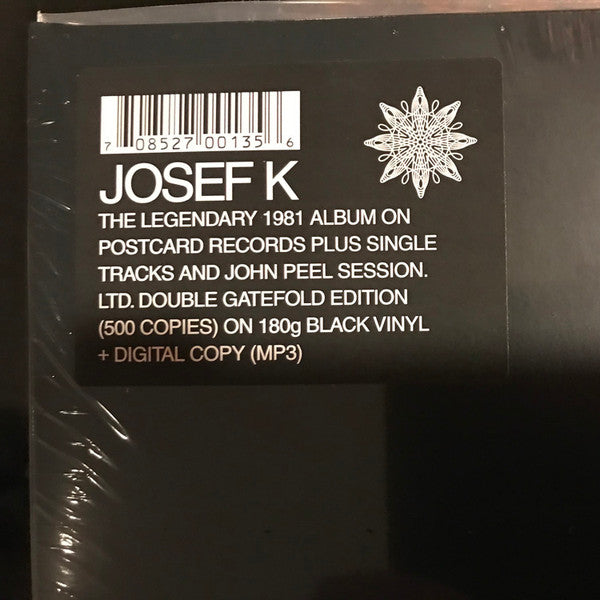 7 08527 00135 6
JOSEF K
THE LEGENDARY 1981 ALBUM ON
POSTCARD RECORDS PLUS SINGLE
TRACKS AND JOHN PEEL SESSION.
LTD. DOUBLE GATEFOLD EDITION
(500 COPIES) ON 180g BLACK VINYL
+ DIGITAL COPY (MP3)